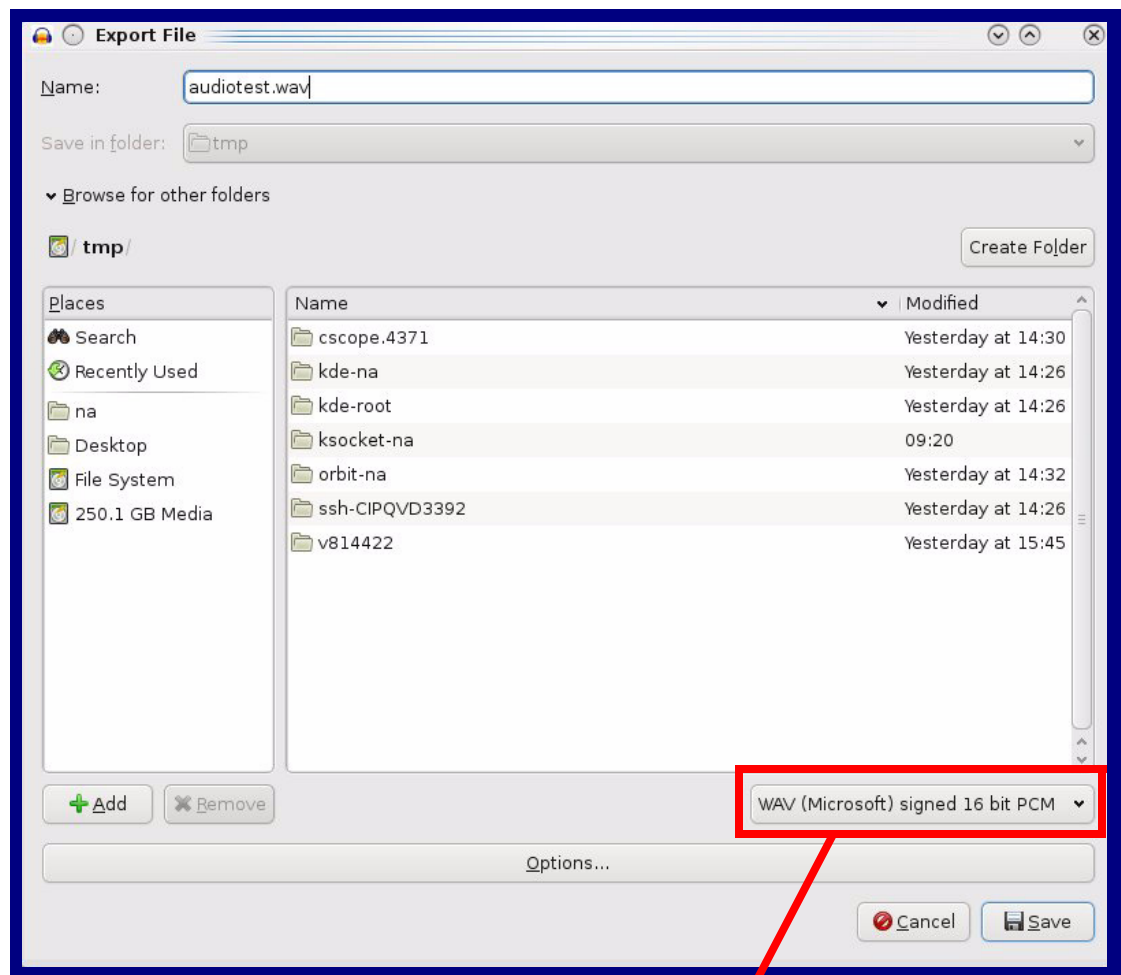 Export File
Name: audiotest.wav
Save in folder: tmp
Browse for other folders
/ tmp /
Create Folder
Places
Search
Recently Used
na
Desktop
File System
250.1 GB Media
Name Modified
cscope.4371 Yesterday at 14:30
kde-na Yesterday at 14:26
kde-root Yesterday at 14:26
ksocket-na 09:20
orbit-na Yesterday at 14:32
ssh-CIPQVD3392 Yesterday at 14:26
v814422 Yesterday at 15:45
Add Remove
WAV (Microsoft) signed 16 bit PCM
Options...
Cancel Save